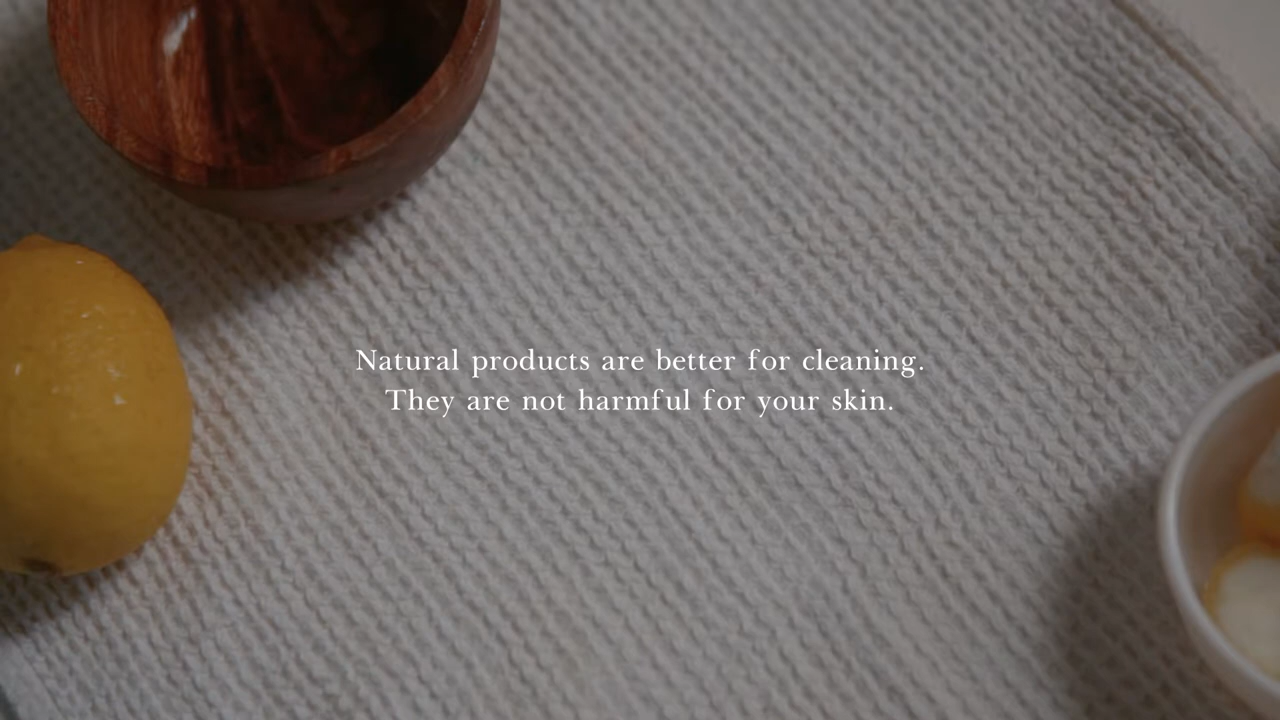 Natural products are better for cleaning.
They are not harmful for your skin.